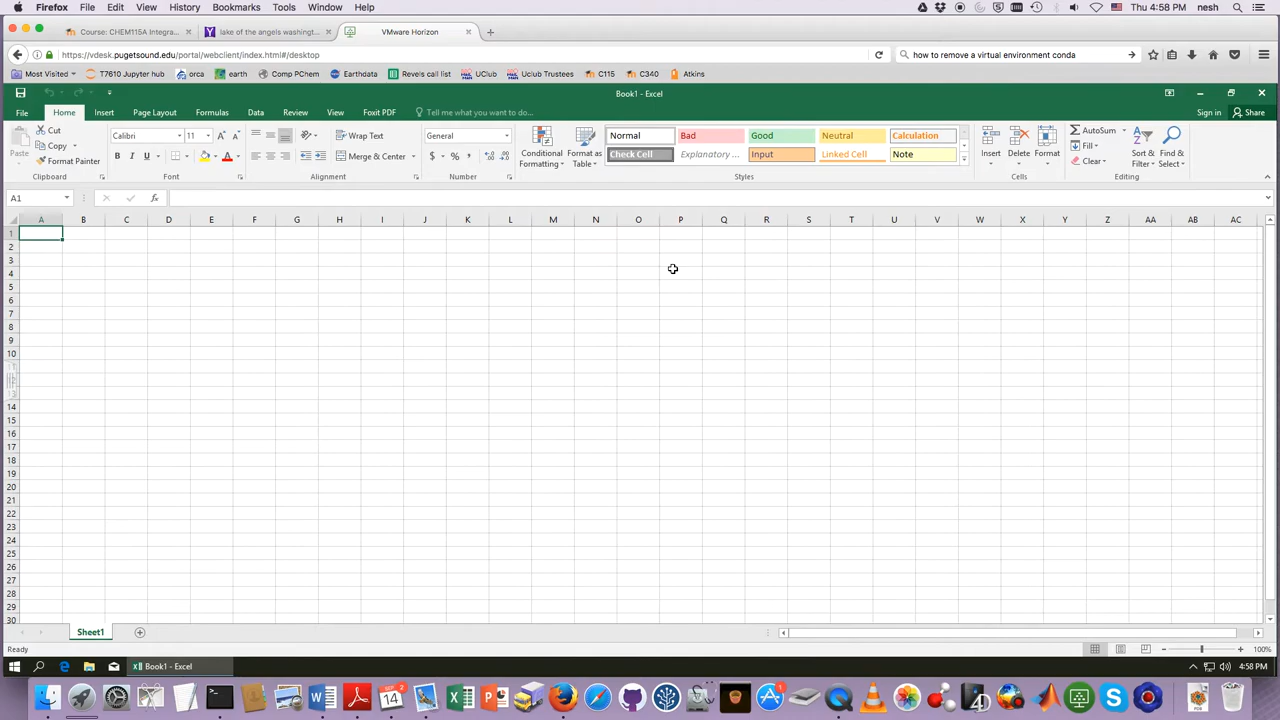 Firefox File Edit View History Bookmarks Tools Window Help Thu 4:58 PM nesh
Course: CHEM115A Integra... lake of the angels washingt... VMware Horizon
https://vdesk.pugetsound.edu/portal/webclient/index.html#/desktop how to remove a virtual environment conda
Most Visited T7610 Jupyter hub orca earth Comp PChem Earthdata Revels call list UClub Uclub Trustees C115 C340 Atkins
Book1 - Excel
File Home Insert Page Layout Formulas Data Review View Foxit PDF Tell me what you want to do... Sign in Share
Paste Cut Copy Format Painter Clipboard
Calibri 11 B I U A Font
Wrap Text Merge & Center Alignment
General $ % , Number
Conditional Formatting Format as Table
Normal Bad Good Neutral Calculation
Check Cell Explanatory ... Input Linked Cell Note
Styles
Insert Delete Format Cells
AutoSum Fill Clear Sort & Filter Find & Select Editing
A1 fx
A B C D E F G H I J K L M N O P Q R S T U V W X Y Z AA AB AC
1
2
3
4
5
6
7
8
9
10
11
12
13
14
15
16
17
18
19
20
21
22
23
24
25
26
27
28
29
30
Sheet1
Ready 100%
Book1 - Excel 4:58 PM